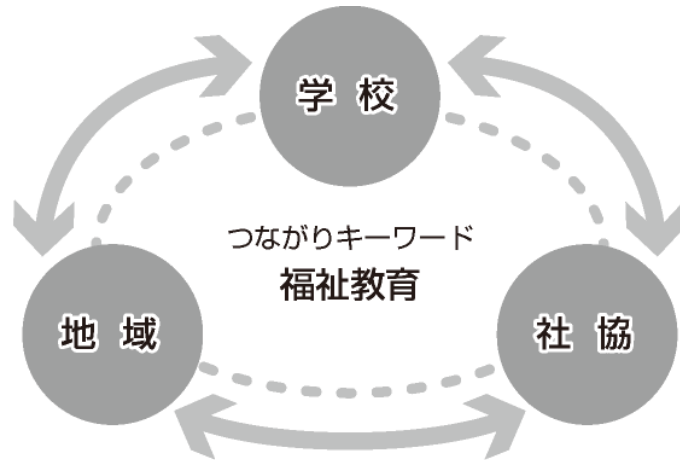 学校
つながりキーワード
福祉教育
地域
社協